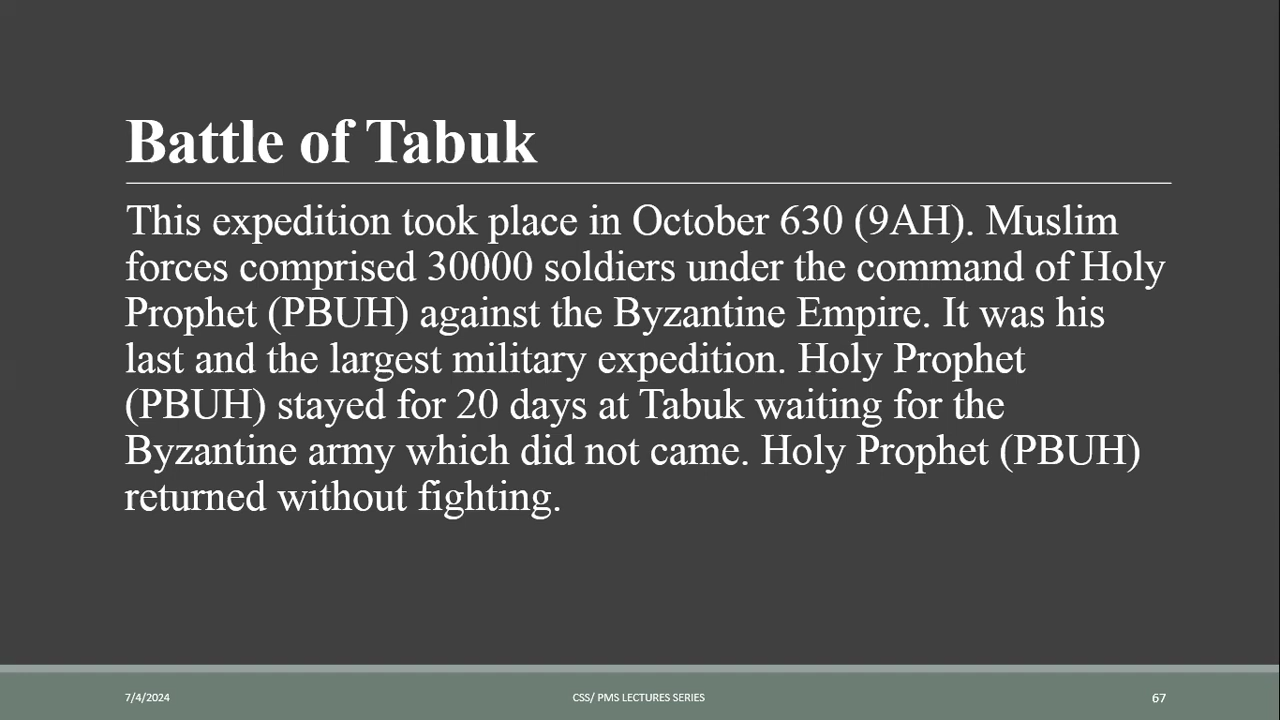 Battle of Tabuk
This expedition took place in October 630 (9AH). Muslim
forces comprised 30000 soldiers under the command of Holy
Prophet (PBUH) against the Byzantine Empire. It was his
last and the largest military expedition. Holy Prophet
(PBUH) stayed for 20 days at Tabuk waiting for the
Byzantine army which did not came. Holy Prophet (PBUH)
returned without fighting.
7/4/2024
CSS/ PMS LECTURES SERIES
67